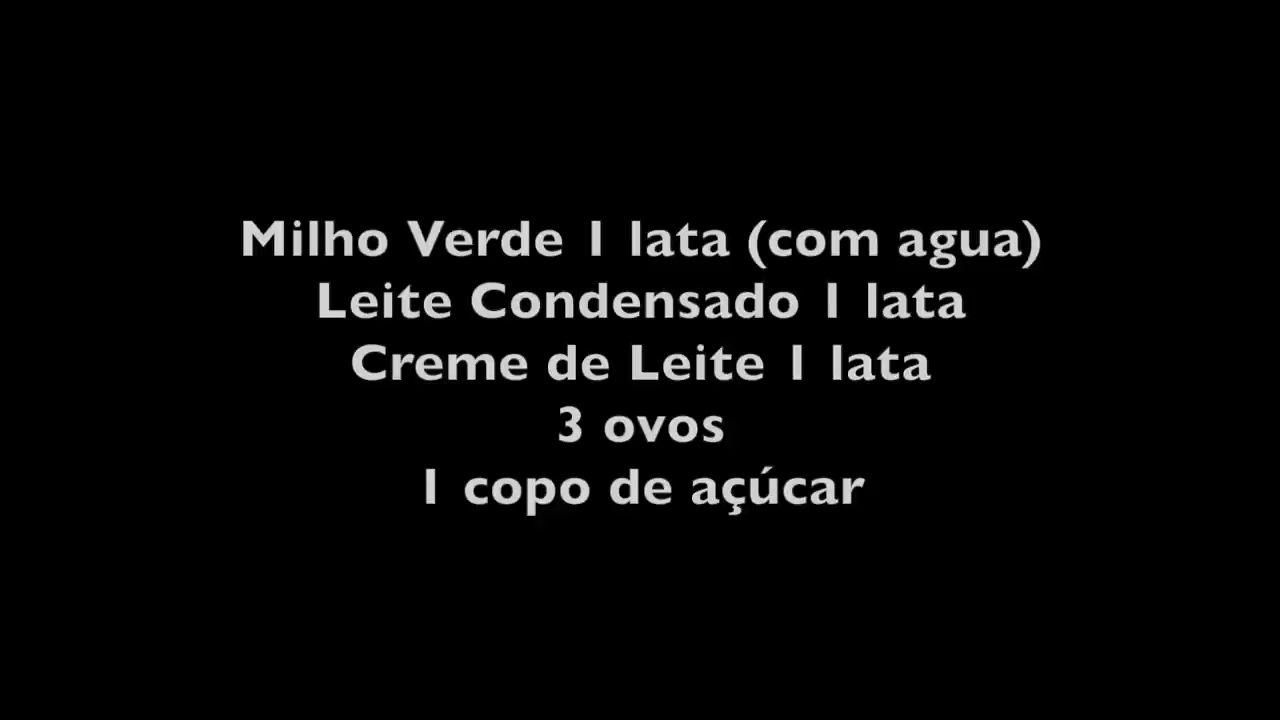 Milho Verde 1 lata (com agua)
Leite Condensado 1 lata
Creme de Leite 1 lata
3 ovos
1 copo de açúcar